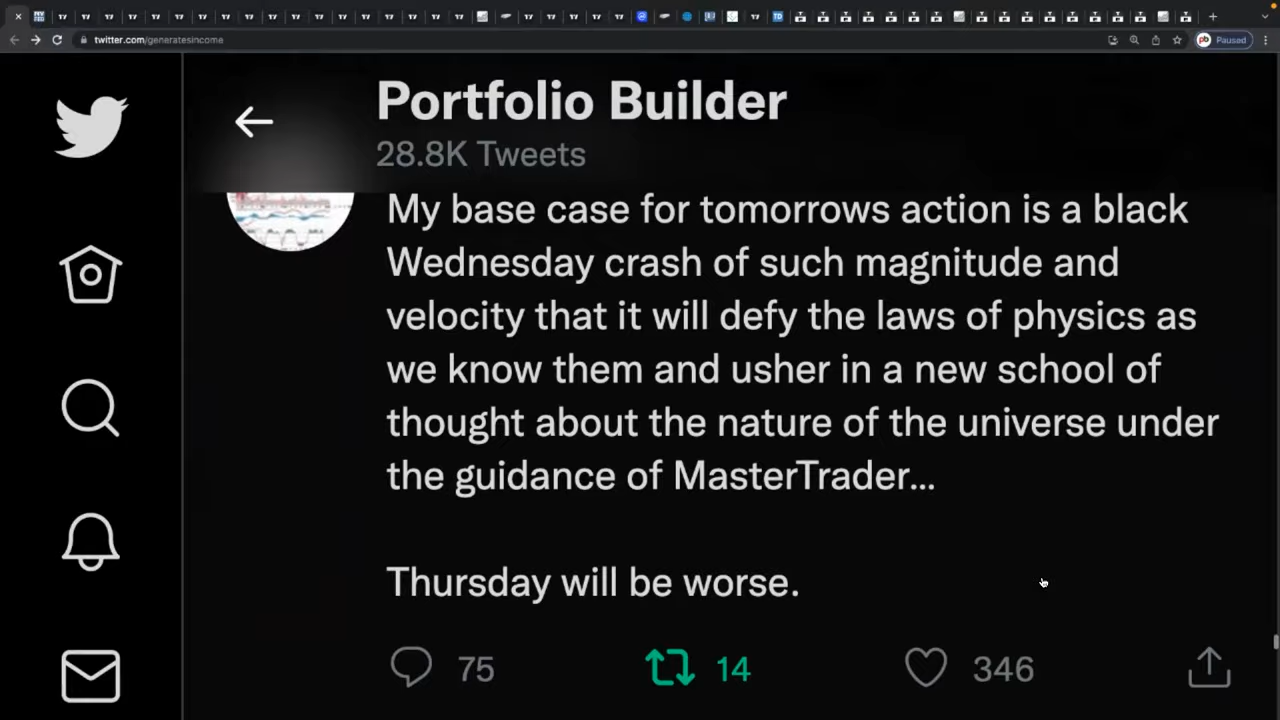 twitter.com/generatesincome
Paused
Portfolio Builder
28.8K Tweets
My base case for tomorrows action is a black
Wednesday crash of such magnitude and
velocity that it will defy the laws of physics as
we know them and usher in a new school of
thought about the nature of the universe under
the guidance of MasterTrader...
Thursday will be worse.
75
14
346